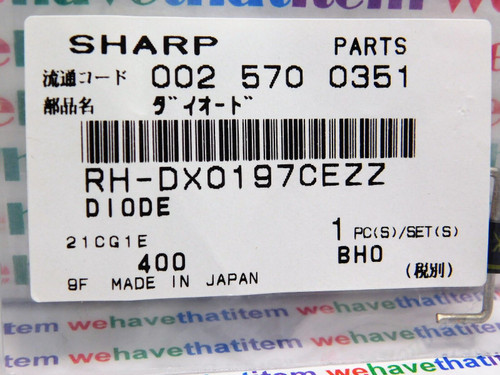 SHARP PARTS
流通コード 002 570 0351
部品名 ダイオード
RH-DX0197CEZZ
DIODE
1 PC(S)/SET(S)
21CG1E
400 BH0
9F MADE IN JAPAN (税別)
item wehavethatitem wehavethatitem